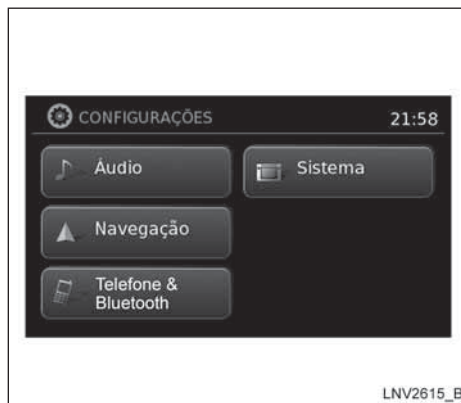 CONFIGURAÇÕES 21:58
Áudio Sistema
Navegação
Telefone &
Bluetooth
LNV2615_B